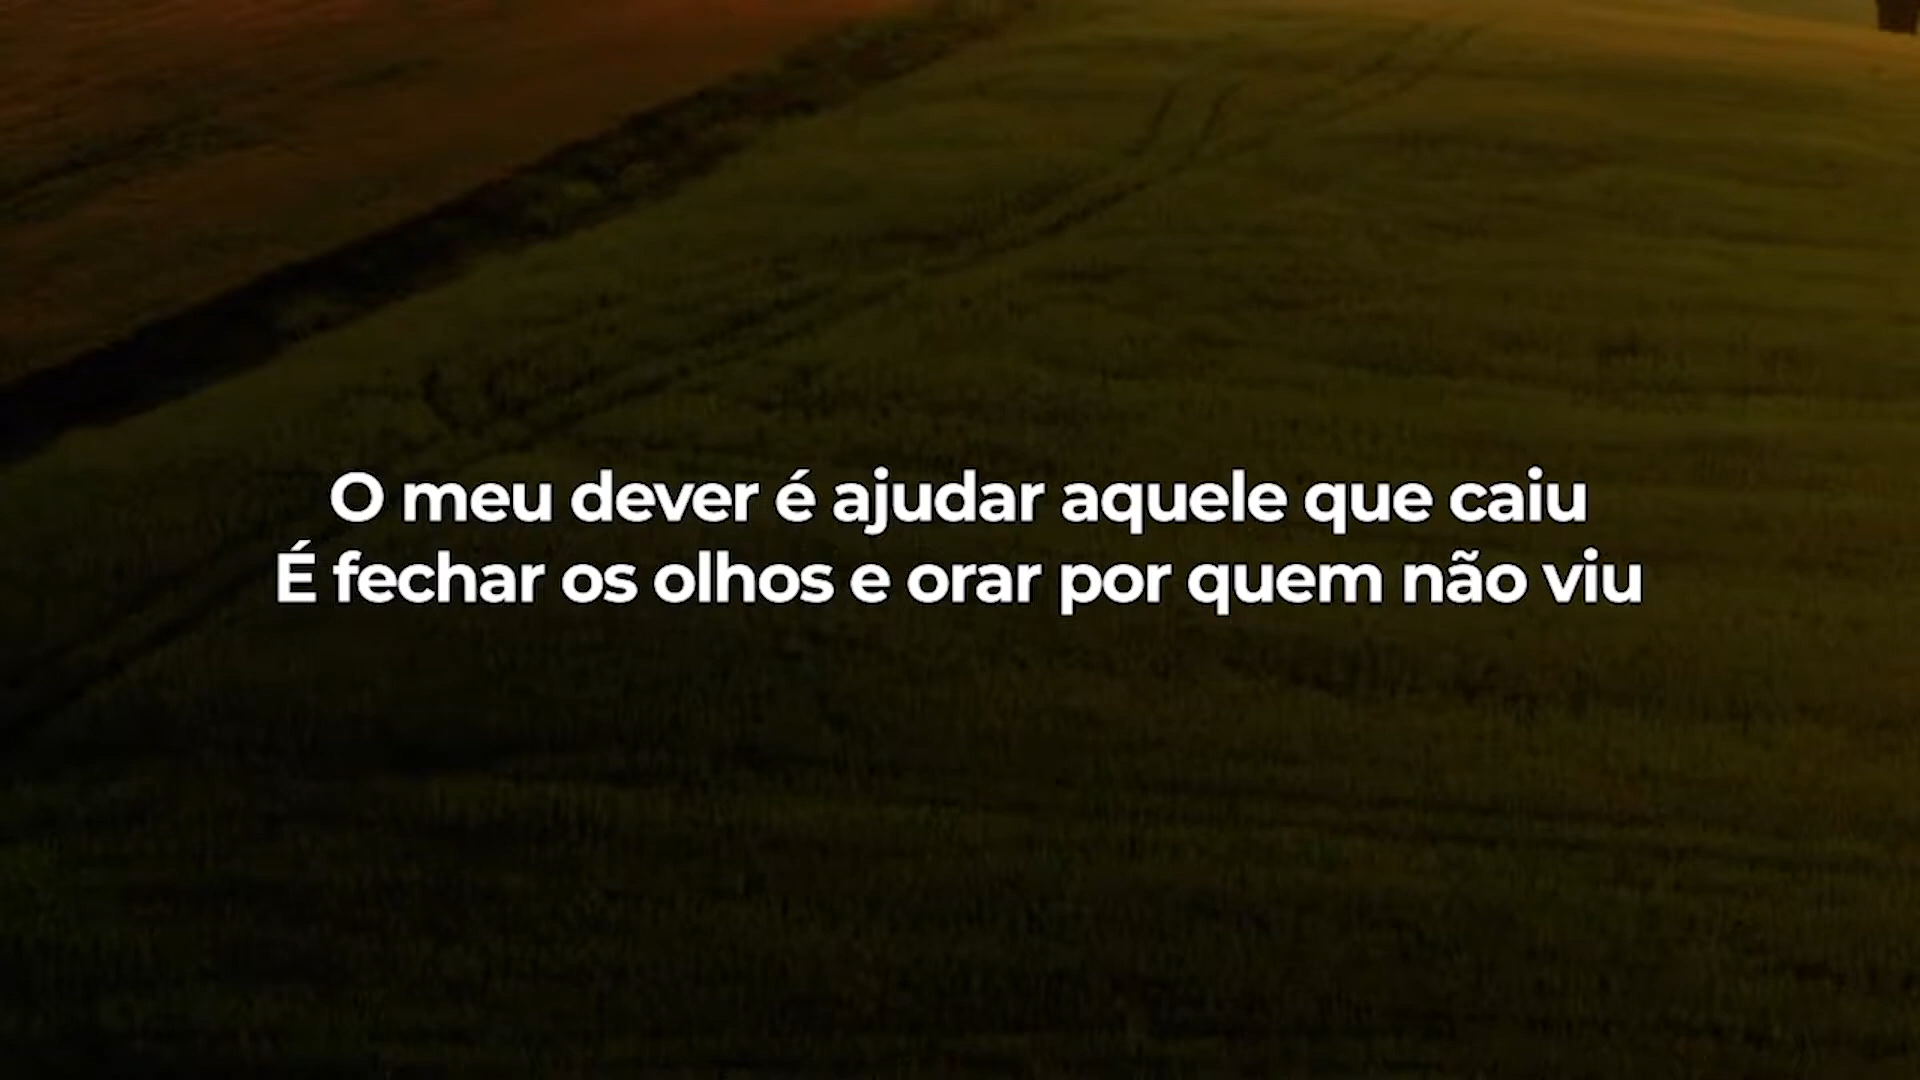 O meu dever é ajudar aquele que caiu
É fechar os olhos e orar por quem não viu